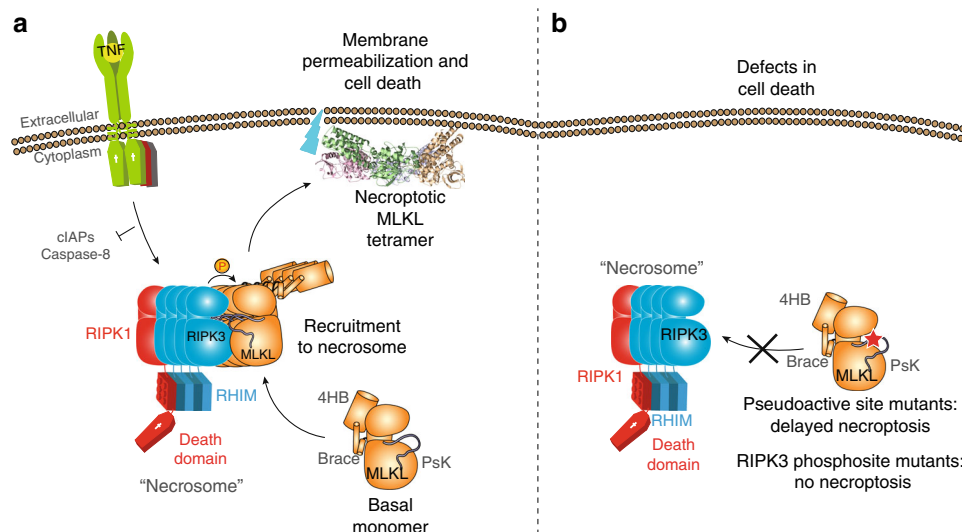 a
TNF
Extracellular
Cytoplasm
cIAPs
Caspase-8
Membrane
permeabilization and
cell death
Necroptotic
MLKL
tetramer
P
RIPK1
RIPK3
MLKL
Recruitment
to necrosome
RHIM
Death
domain
"Necrosome"
4HB
Brace
MLKL
PsK
Basal
monomer
b
Defects in
cell death
"Necrosome"
RIPK3
RIPK1
RHIM
Death
domain
4HB
Brace
MLKL
PsK
Pseudoactive site mutants:
delayed necroptosis
RIPK3 phosphosite mutants:
no necroptosis